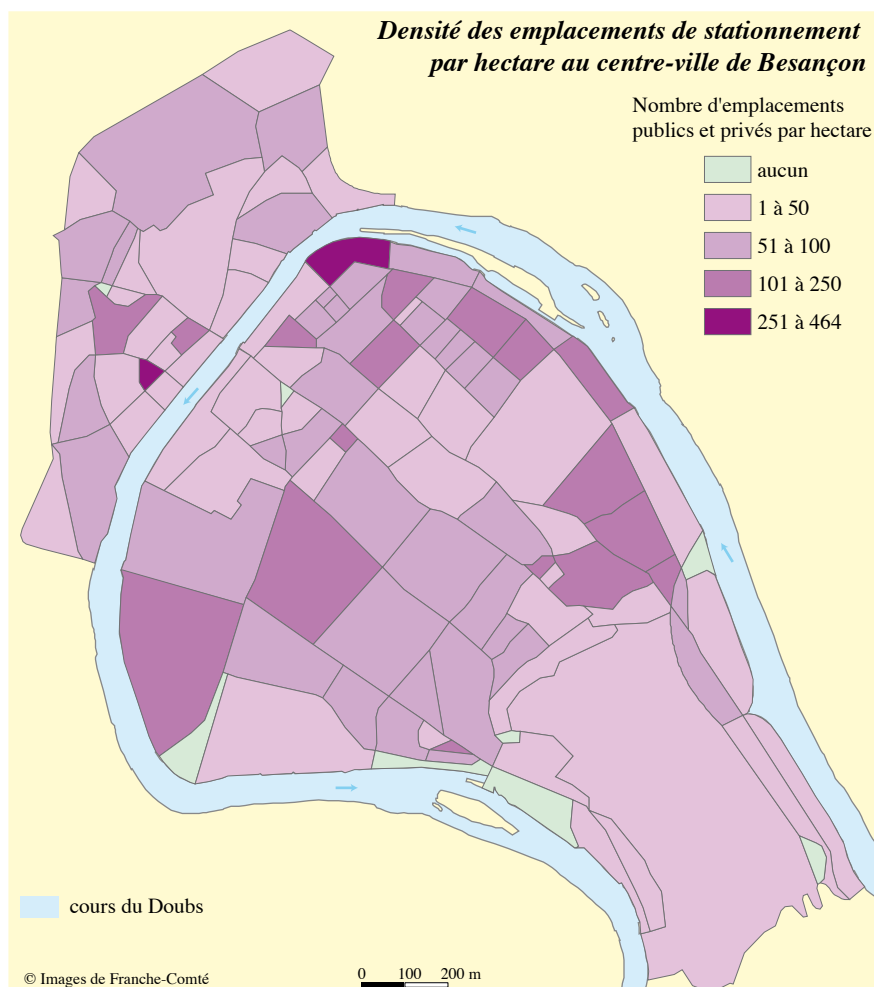 Densité des emplacements de stationnement
par hectare au centre-ville de Besançon
Nombre d'emplacements
publics et privés par hectare
aucun
1 à 50
51 à 100
101 à 250
251 à 464
cours du Doubs
© Images de Franche-Comté
0 100 200 m